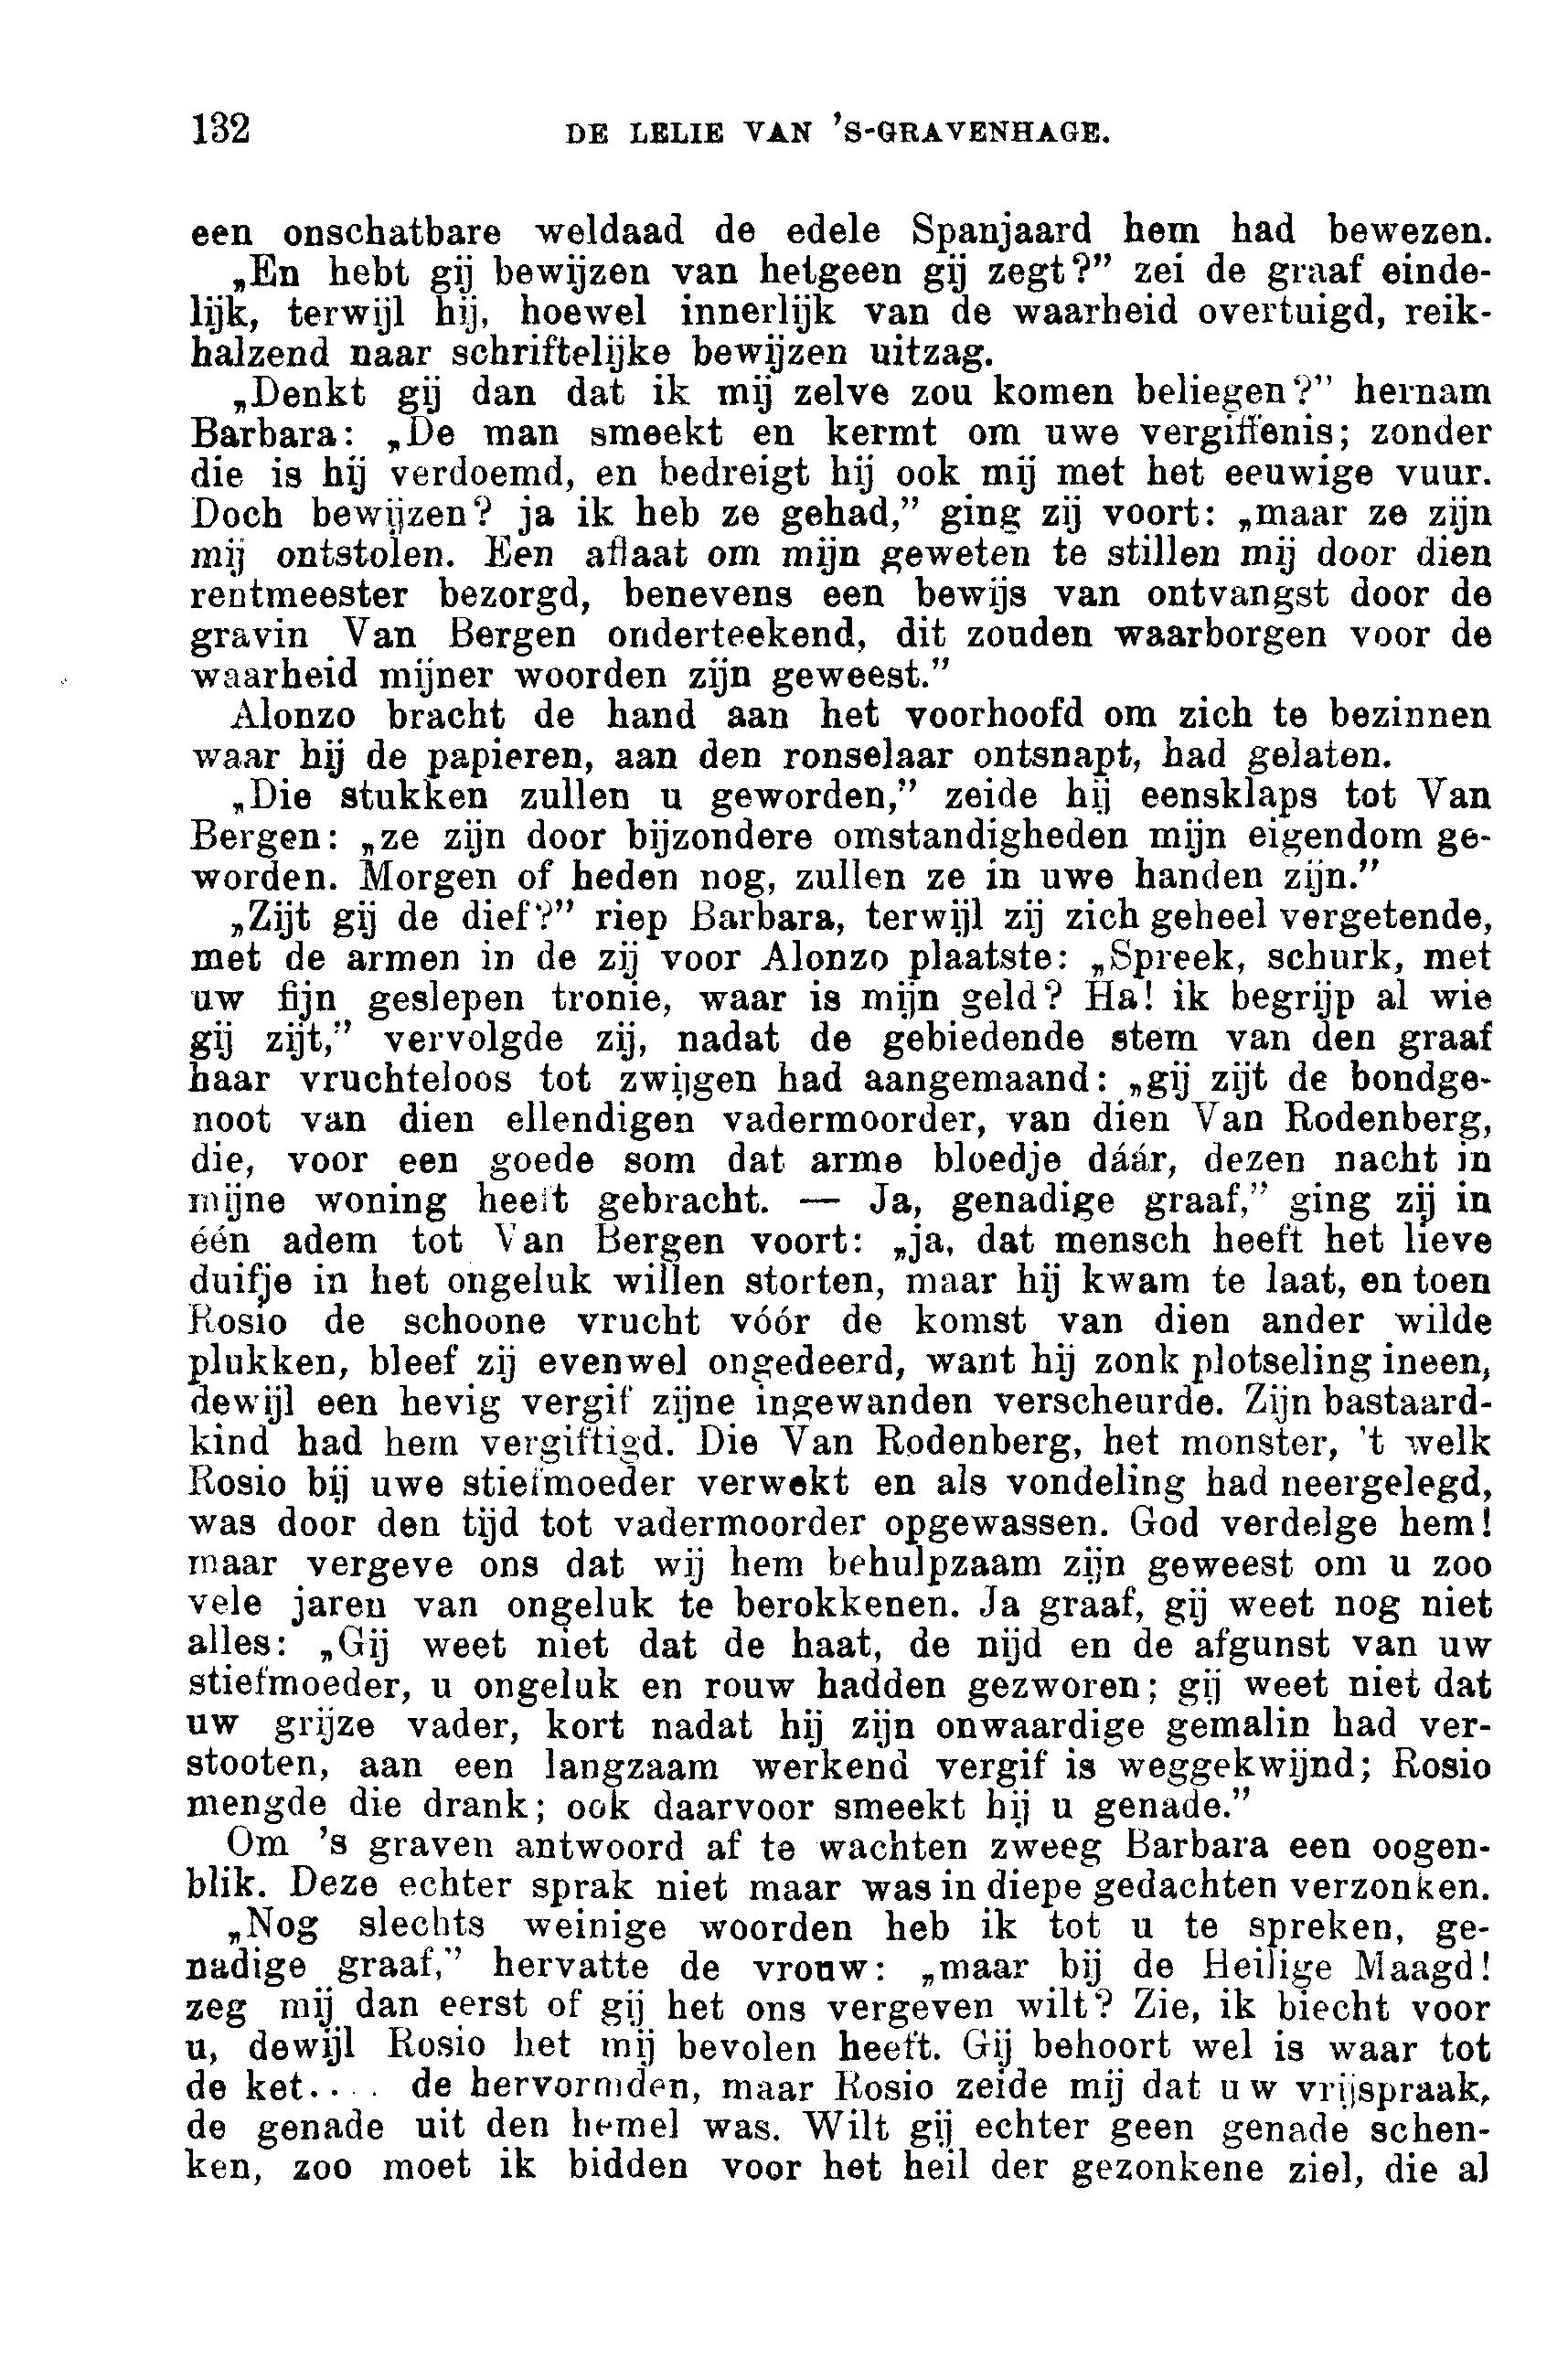 132 DE LELIE VAN 'S-GRAVENHAGE.
een onschatbare weldaad de edele Spanjaard hem had bewezen.
„En hebt gij bewijzen van hetgeen gij zegt?” zei de graaf einde-
lijk, terwijl hij, hoewel innerlijk van de waarheid overtuigd, reik-
halzend naar schriftelijke bewijzen uitzag.
„Denkt gij dan dat ik mij zelve zou komen beliegen?” hernam
Barbara: „De man smeekt en kermt om uwe vergiffenis; zonder
die is hij verdoemd, en bedreigt hij ook mij met het eeuwige vuur.
Doch bewijzen? ja ik heb ze gehad,” ging zij voort: „maar ze zijn
mij ontstolen. Een aflaat om mijn geweten te stillen mij door dien
rentmeester bezorgd, benevens een bewijs van ontvangst door de
gravin Van Bergen onderteekend, dit zouden waarborgen voor de
waarheid mijner woorden zijn geweest.”
Alonzo bracht de hand aan het voorhoofd om zich te bezinnen
waar hij de papieren, aan den ronselaar ontsnapt, had gelaten.
„Die stukken zullen u geworden,” zeide hij eensklaps tot Van
Bergen: „ze zijn door bijzondere omstandigheden mijn eigendom ge-
worden. Morgen of heden nog, zullen ze in uwe handen zijn.”
„Zijt gij de dief?” riep Barbara, terwijl zij zich geheel vergetende,
met de armen in de zij voor Alonzo plaatste: „Spreek, schurk, met
uw fijn geslepen tronie, waar is mijn geld? Ha! ik begrijp al wie
gij zijt,” vervolgde zij, nadat de gebiedende stem van den graaf
haar vruchteloos tot zwijgen had aangemaand: „gij zijt de bondge-
noot van dien ellendigen vadermoorder, van dien Van Rodenberg,
die, voor een goede som dat arme bloedje dáár, dezen nacht in
mijne woning heeft gebracht. — Ja, genadige graaf,” ging zij in
één adem tot Van Bergen voort: „ja, dat mensch heeft het lieve
duifje in het ongeluk willen storten, maar hij kwam te laat, en toen
Rosio de schoone vrucht vóór de komst van dien ander wilde
plukken, bleef zij evenwel ongedeerd, want hij zonk plotseling ineen,
dewijl een hevig vergif zijne ingewanden verscheurde. Zijn bastaard-
kind had hem vergiftigd. Die Van Rodenberg, het monster, 't welk
Rosio bij uwe stiefmoeder verwekt en als vondeling had neergelegd,
was door den tijd tot vadermoorder opgewassen. God verdelge hem!
maar vergeve ons dat wij hem behulpzaam zijn geweest om u zoo
vele jaren van ongeluk te berokkenen. Ja graaf, gij weet nog niet
alles: „Gij weet niet dat de haat, de nijd en de afgunst van uw
stiefmoeder, u ongeluk en rouw hadden gezworen; gij weet niet dat
uw grijze vader, kort nadat hij zijn onwaardige gemalin had ver-
stooten, aan een langzaam werkend vergif is weggekwijnd; Rosio
mengde die drank; ook daarvoor smeekt hij u genade.”
Om 's graven antwoord af te wachten zweeg Barbara een oogen-
blik. Deze echter sprak niet maar was in diepe gedachten verzonken.
„Nog slechts weinige woorden heb ik tot u te spreken, ge-
nadige graaf,” hervatte de vrouw: „maar bij de Heilige Maagd!
zeg mij dan eerst of gij het ons vergeven wilt? Zie, ik biecht voor
u, dewijl Rosio het mij bevolen heeft. Gij behoort wel is waar tot
de ket.... de hervormden, maar Rosio zeide mij dat uw vrijspraak,
de genade uit den hemel was. Wilt gij echter geen genade schen-
ken, zoo moet ik bidden voor het heil der gezonkene ziel, die al